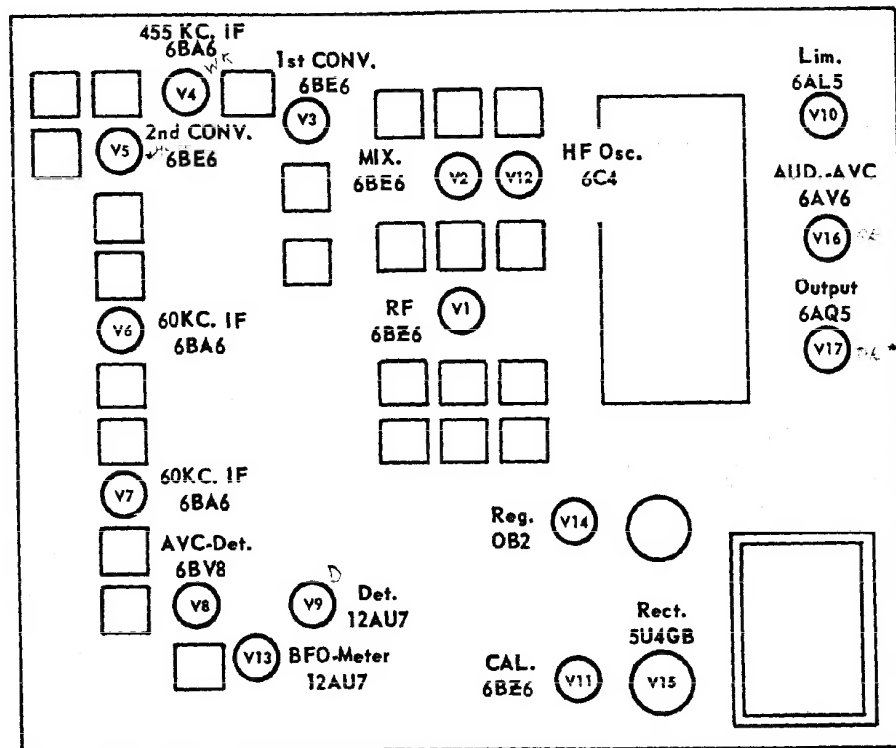 455 KC. IF
6BA6
WK
V4
1st CONV.
6BE6
V3
2nd CONV.
6BE6
V5
MIX.
6BE6
V2
V12
HF Osc.
6C4
Lim.
6AL5
V10
AUD.-AVC
6AV6
V16
Output
6AQ5
V17
*
RF
6BZ6
V1
V6
60KC. IF
6BA6
V7
60KC. IF
6BA6
AVC-Det.
6BV8
V8
D
V9
Det.
12AU7
V13
BFO-Meter
12AU7
Reg.
OB2
V14
Rect.
5U4GB
V15
CAL.
6BZ6
V11